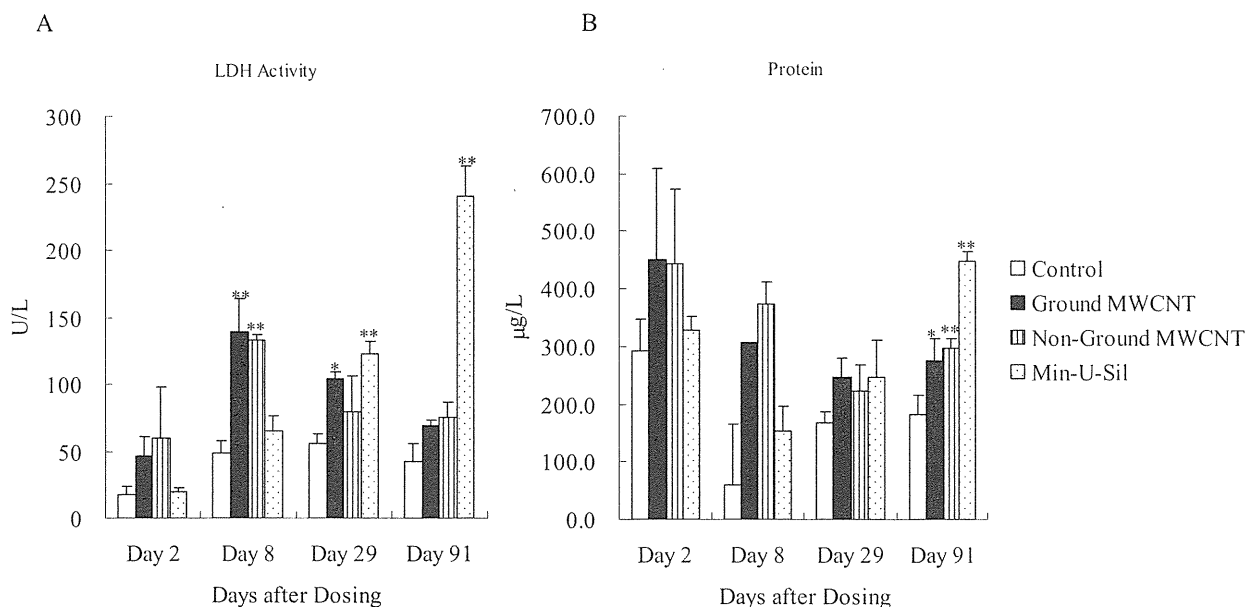 A
LDH Activity
300
250
200
150
100
50
0
U/L
**
**
*
**
**
Day 2 Day 8 Day 29 Day 91
Days after Dosing
B
Protein
700.0
600.0
500.0
400.0
300.0
200.0
100.0
0.0
µg/L
*
**
**
Day 2 Day 8 Day 29 Day 91
Days after Dosing
Control
Ground MWCNT
Non-Ground MWCNT
Min-U-Sil